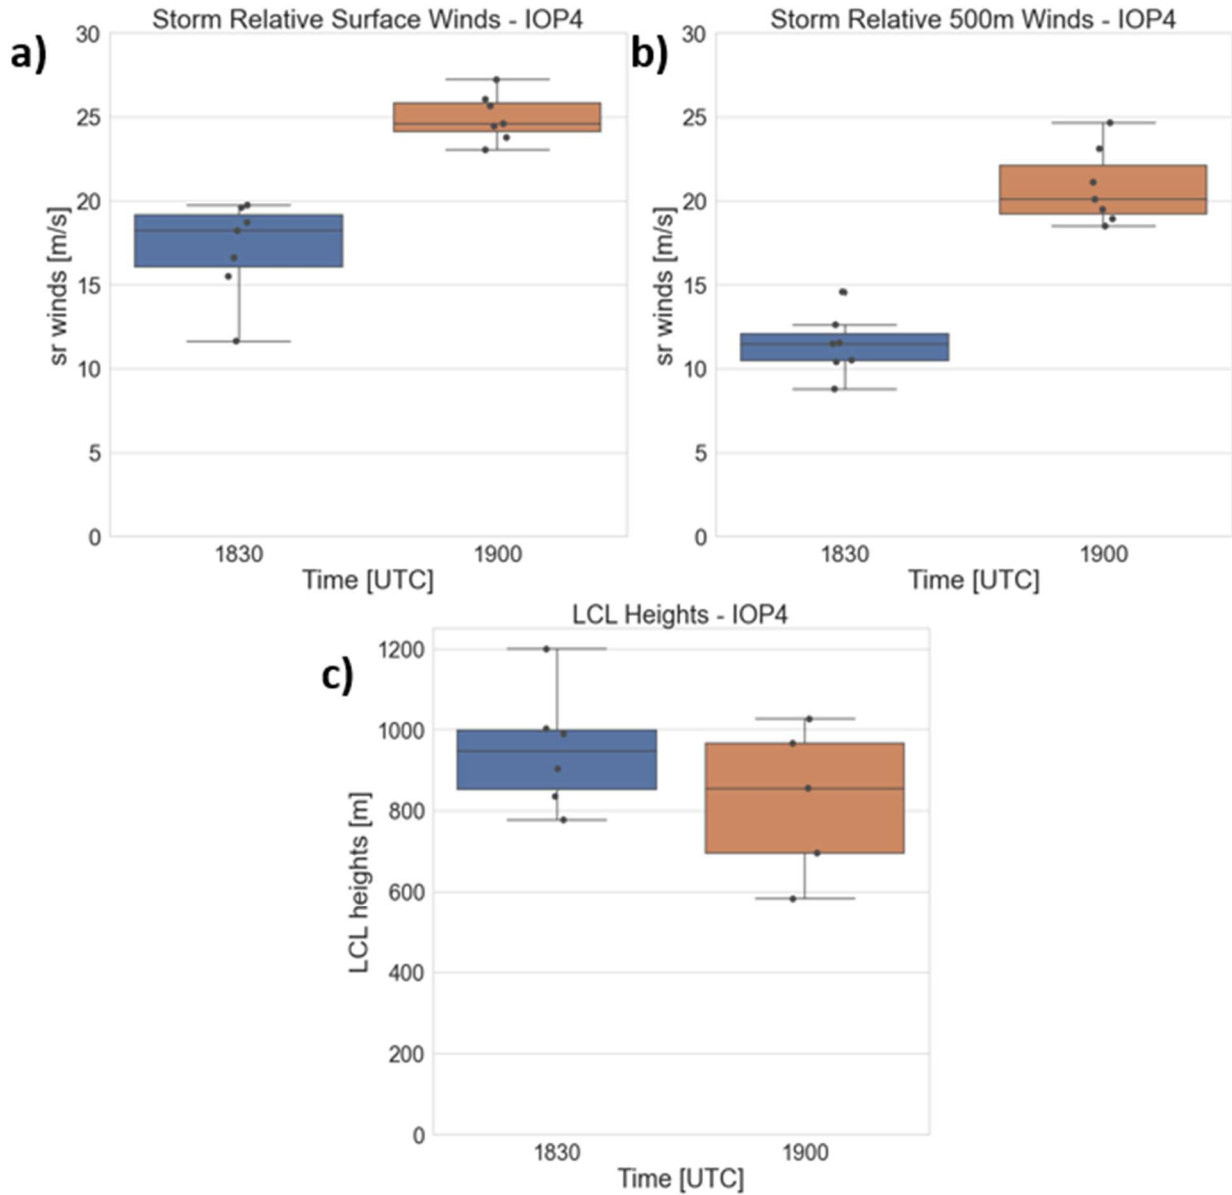 a)
Storm Relative Surface Winds - IOP4
30
25
20
15
10
5
0
sr winds [m/s]
1830 1900
Time [UTC]
b)
Storm Relative 500m Winds - IOP4
30
25
20
15
10
5
0
sr winds [m/s]
1830 1900
Time [UTC]
c)
LCL Heights - IOP4
1200
1000
800
600
400
200
0
LCL heights [m]
1830 1900
Time [UTC]